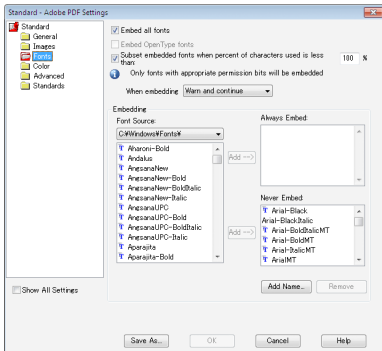 Standard - Adobe PDF Settings
Standard
General
Images
Fonts
Color
Advanced
Standards
Show All Settings
Embed all fonts
Embed OpenType fonts
Subset embedded fonts when percent of characters used is less than: 100 %
Only fonts with appropriate permission bits will be embedded
When embedding Warn and continue
Embedding
Font Source:
C:¥Windows¥Fonts¥
Aharoni-Bold
Andalus
AngsanaNew
AngsanaNew-Bold
AngsanaNew-BoldItalic
AngsanaNew-Italic
AngsanaUPC
AngsanaUPC-Bold
AngsanaUPC-BoldItalic
AngsanaUPC-Italic
Aparajita
Aparajita-Bold
Add -->
Add -->
Always Embed:
Never Embed:
Arial-Black
Arial-BlackItalic
Arial-BoldItalicMT
Arial-BoldMT
Arial-ItalicMT
ArialMT
Add Name...
Remove
Save As...
OK
Cancel
Help